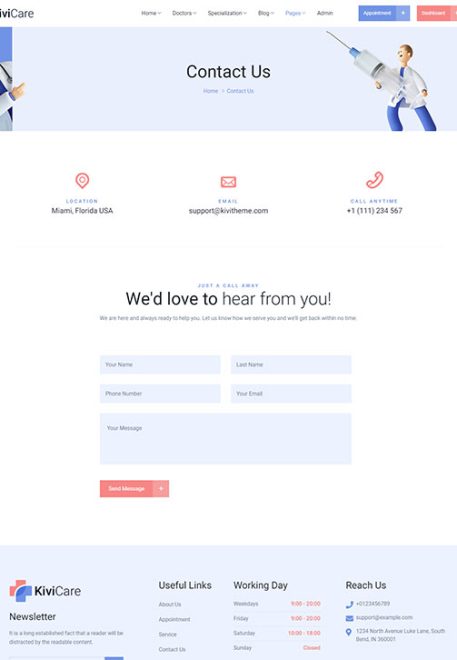 iviCare
Home Doctors Specialization Blog Pages Admin Appointment + Dashboard
Contact Us
Home > Contact Us
LOCATION
Miami, Florida USA
EMAIL
support@kivitheme.com
CALL ANYTIME
+1 (111) 234 567
JUST A CALL AWAY
We'd love to hear from you!
We are here and always ready to help you. Let us know how we serve you and we'll get back within no time.
Your Name
Last Name
Phone Number
Your Email
Your Message
Send Message +
KiviCare
Newsletter
It is a long established fact that a reader will be
distracted by the readable content.
Useful Links
About Us
Appointment
Service
Contact Us
Working Day
Weedays 9:00 - 20:00
Friday 9:00 - 20:00
Saturday 10:00 - 18:00
Sunday Closed
Reach Us
+0123456789
support@example.com
1234 North Avenue Luke Lane, South
Bend, IN 360001